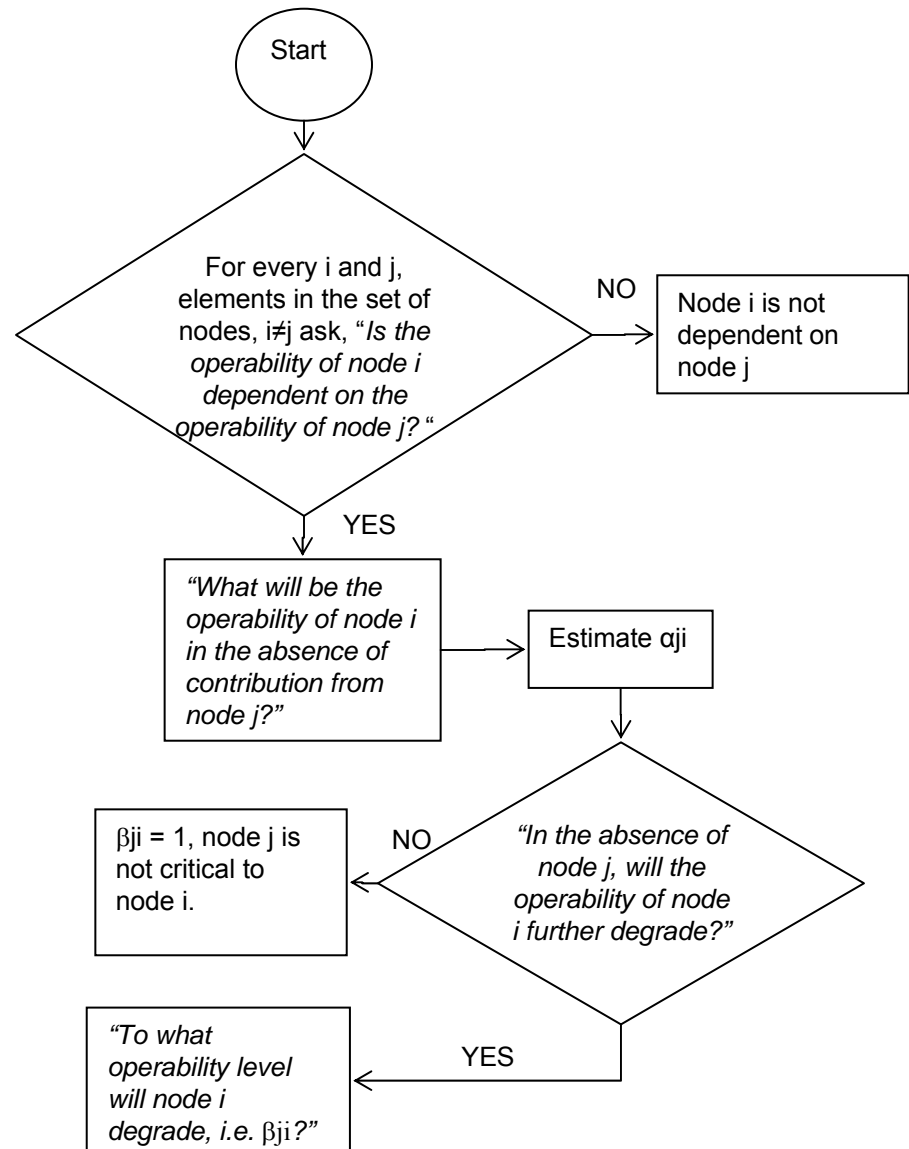 Start
For every i and j,
elements in the set of
nodes, i≠j ask, “Is the
operability of node i
dependent on the
operability of node j? “
NO
Node i is not
dependent on
node j
YES
“What will be the
operability of node i
in the absence of
contribution from
node j?”
Estimate αji
“In the absence of
node j, will the
operability of node
i further degrade?”
NO
βji = 1, node j is
not critical to
node i.
YES
“To what
operability level
will node i
degrade, i.e. βji?”